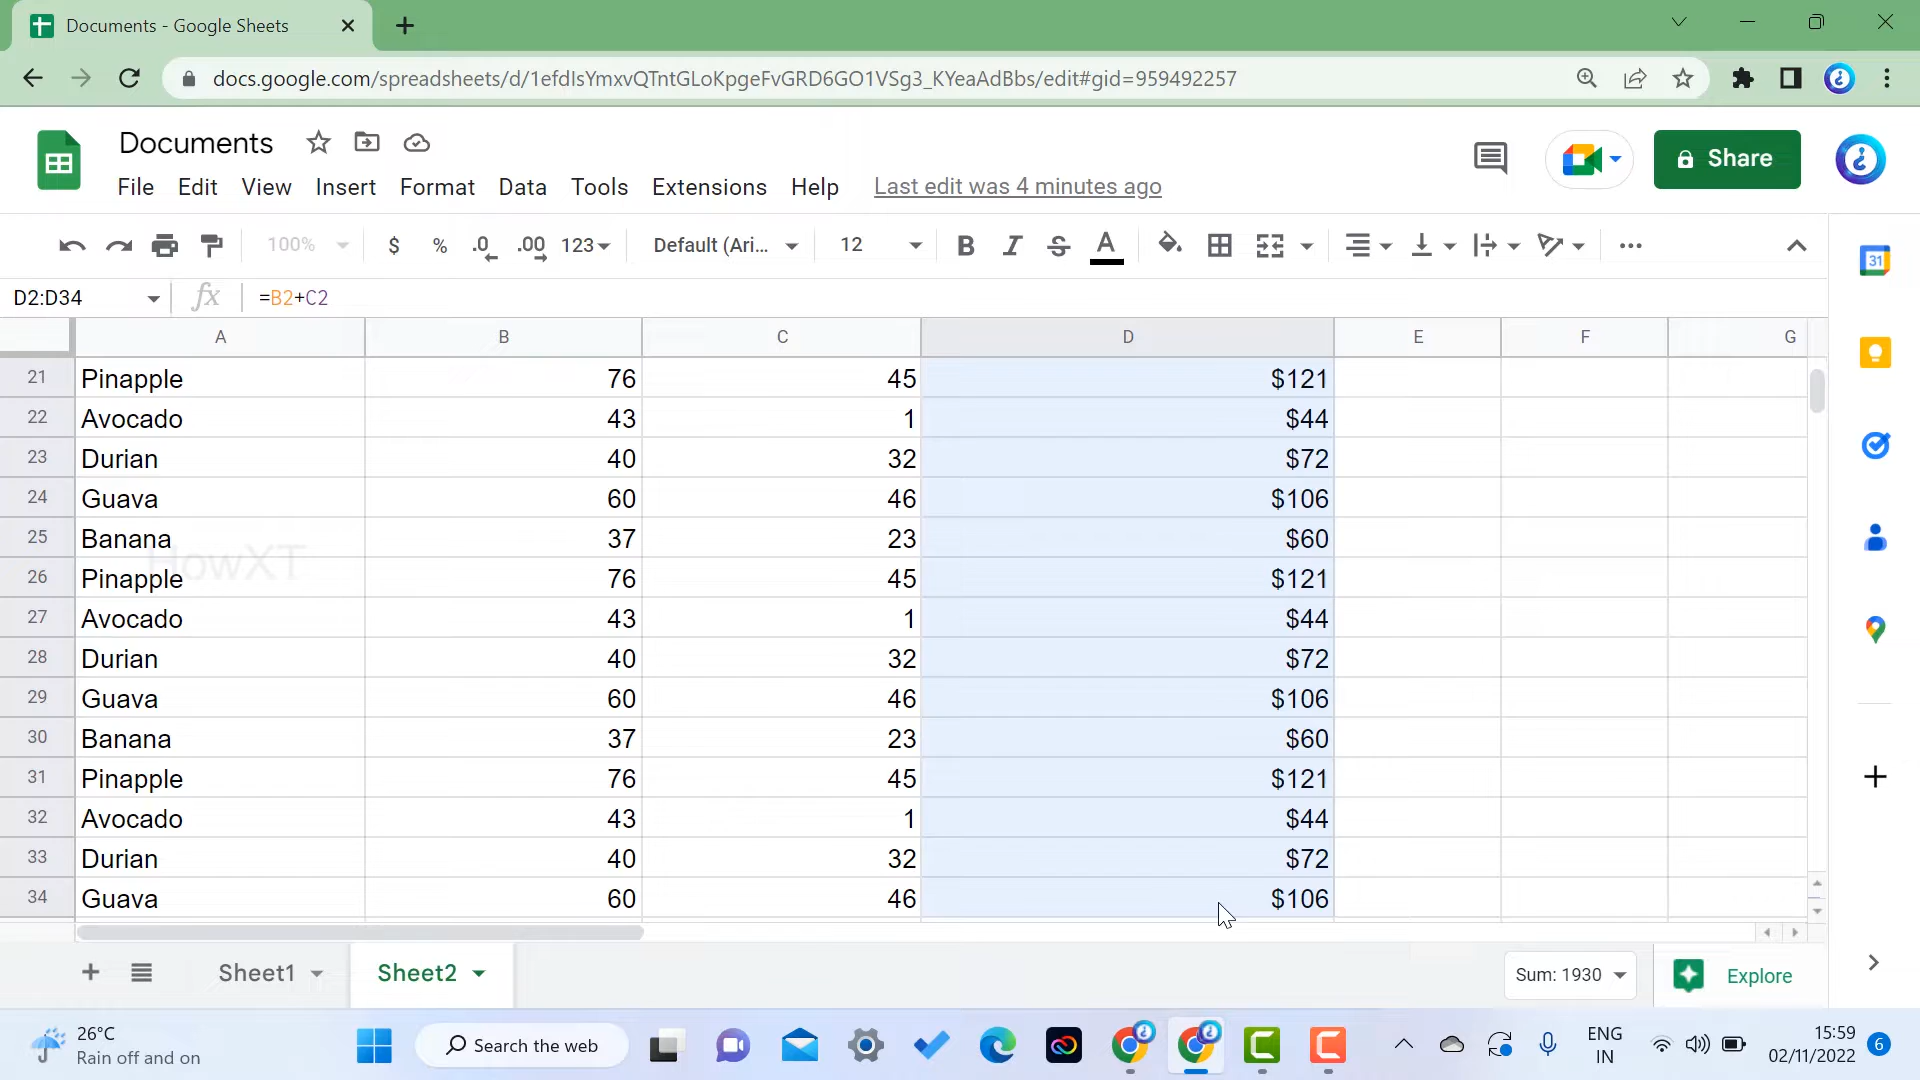 Documents - Google Sheets
docs.google.com/spreadsheets/d/1efdIsYmxvQTntGLoKpgeFvGRD6GO1VSg3_KYeaAdBbs/edit#gid=959492257
Documents
File Edit View Insert Format Data Tools Extensions Help Last edit was 4 minutes ago
Share
100% $ % .0 .00 123 Default (Ari... 12 B I S A
D2:D34 fx =B2+C2
A B C D E F G
21 Pinapple 76 45 $121
22 Avocado 43 1 $44
23 Durian 40 32 $72
24 Guava 60 46 $106
25 Banana 37 23 $60
HowXT
26 Pinapple 76 45 $121
27 Avocado 43 1 $44
28 Durian 40 32 $72
29 Guava 60 46 $106
30 Banana 37 23 $60
31 Pinapple 76 45 $121
32 Avocado 43 1 $44
33 Durian 40 32 $72
34 Guava 60 46 $106
31
Sheet1 Sheet2 Sum: 1930 Explore
26°C
Rain off and on
Search the web
ENG
IN
15:59
02/11/2022
6